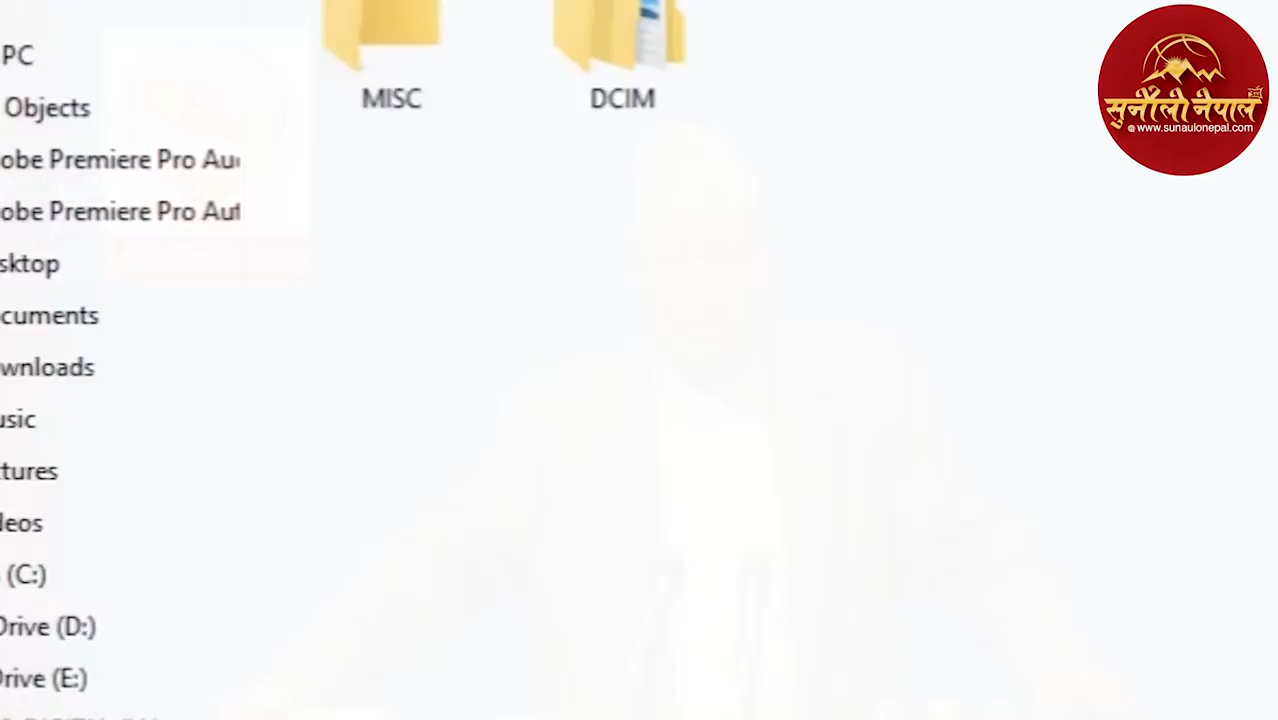 PC
MISC
DCIM
Objects
obe Premiere Pro Au
obe Premiere Pro Aut
sktop
cuments
wnloads
usic
tures
deos
(C:)
Drive (D:)
Drive (E:)
सुनौलो नेपाल
www.sunaulonepal.com